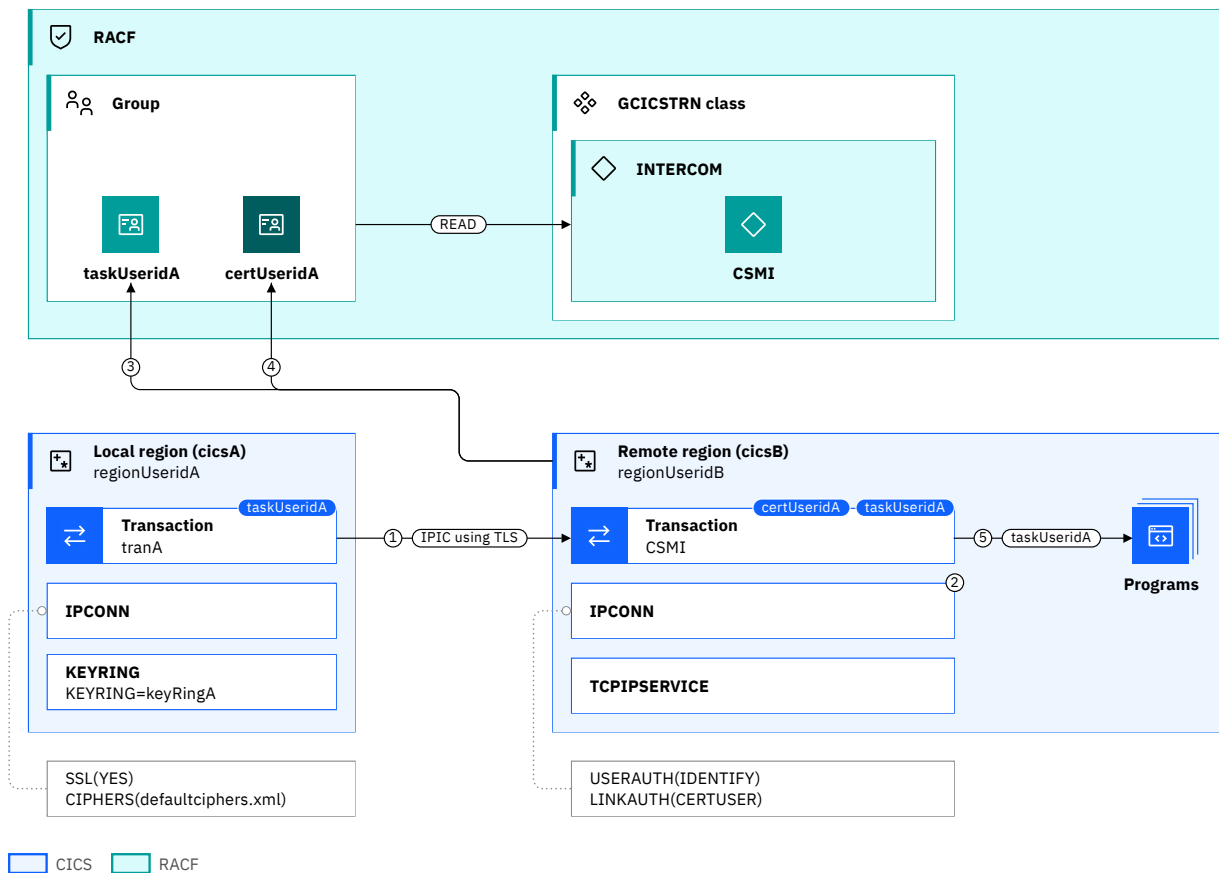 RACF
Group
GCICSTRN class
INTERCOM
READ
taskUseridA
certUseridA
CSMI
3
4
Local region (cicsA)
regionUseridA
Remote region (cicsB)
regionUseridB
taskUseridA
certUseridA
taskUseridA
Transaction
tranA
1
IPIC using TLS
Transaction
CSMI
5
taskUseridA
Programs
2
IPCONN
IPCONN
KEYRING
KEYRING=keyRingA
TCPIPSERVICE
SSL(YES)
CIPHERS(defaultciphers.xml)
USERAUTH(IDENTIFY)
LINKAUTH(CERTUSER)
CICS
RACF